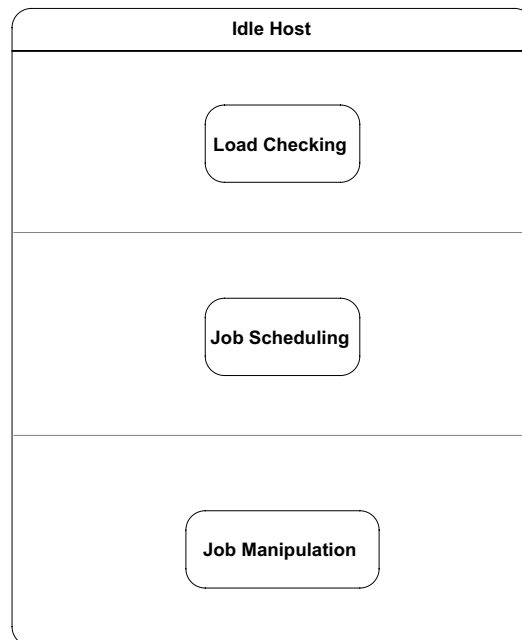 Idle Host
Load Checking
Job Scheduling
Job Manipulation